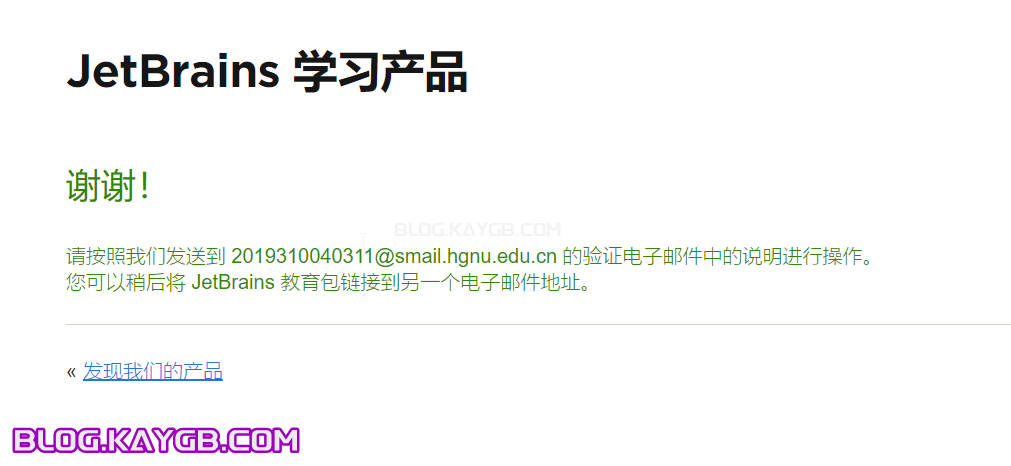 JetBrains 学习产品
谢谢！
BLOG.KAYGB.COM
请按照我们发送到 2019310040311@smail.hgnu.edu.cn 的验证电子邮件中的说明进行操作。
您可以稍后将 JetBrains 教育包链接到另一个电子邮件地址。
« 发现我们的产品
BLOG.KAYGB.COM